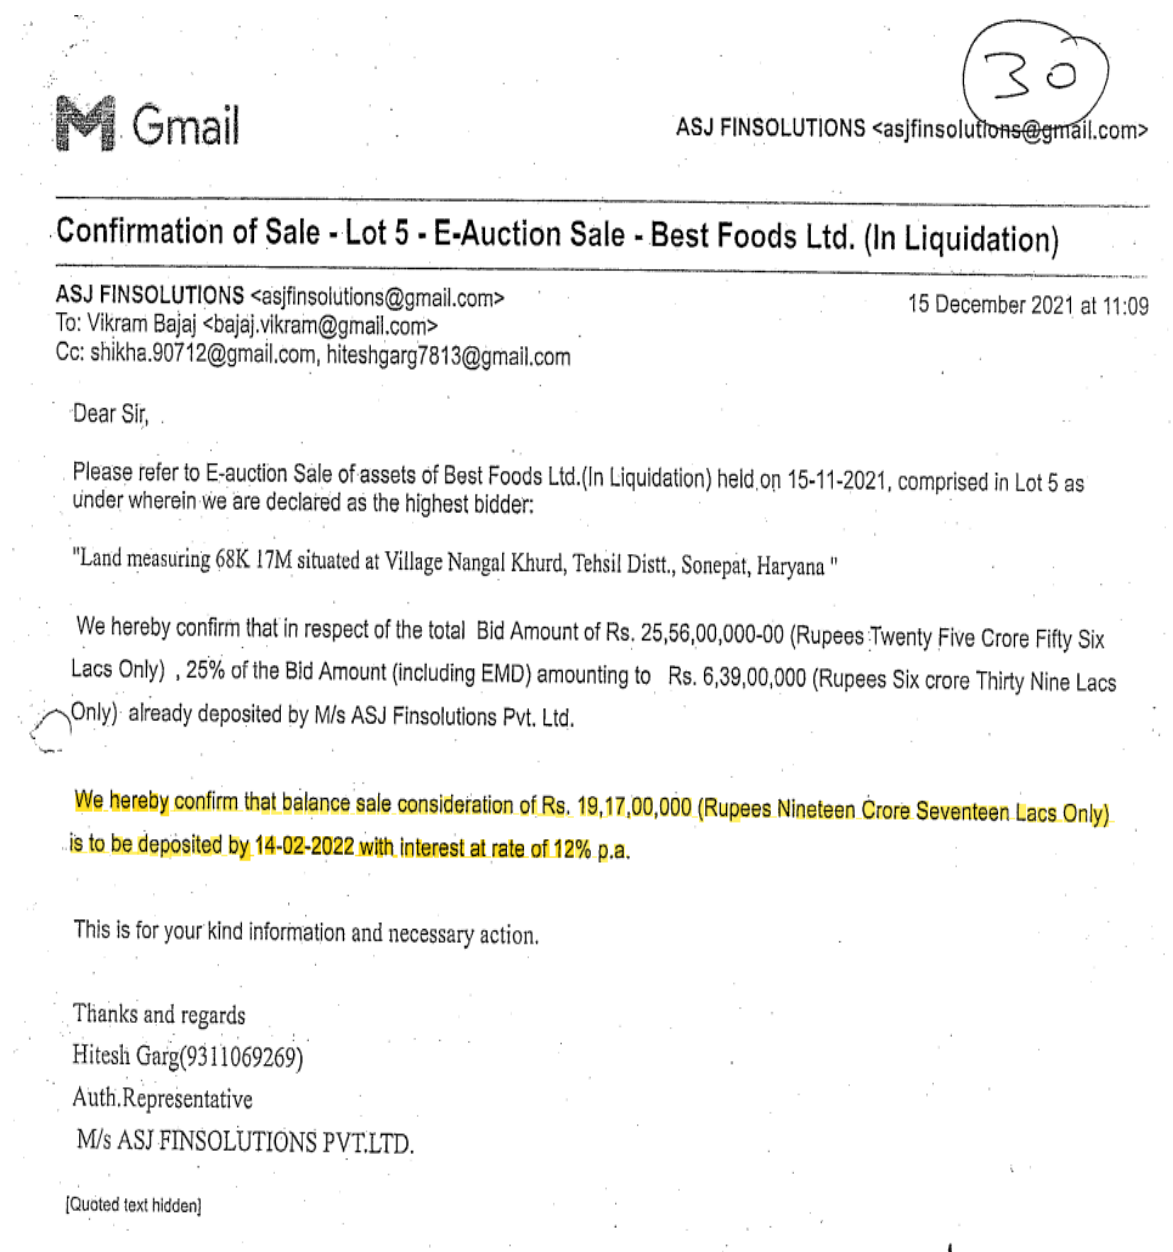 30
M Gmail
ASJ FINSOLUTIONS <asjfinsolutions@gmail.com>
Confirmation of Sale - Lot 5 - E-Auction Sale - Best Foods Ltd. (In Liquidation)
ASJ FINSOLUTIONS <asjfinsolutions@gmail.com>
15 December 2021 at 11:09
To: Vikram Bajaj <bajaj.vikram@gmail.com>
Cc: shikha.90712@gmail.com, hiteshgarg7813@gmail.com
Dear Sir,
Please refer to E-auction Sale of assets of Best Foods Ltd.(In Liquidation) held on 15-11-2021, comprised in Lot 5 as
under wherein we are declared as the highest bidder:
"Land measuring 68K 17M situated at Village Nangal Khurd, Tehsil Distt., Sonepat, Haryana "
We hereby confirm that in respect of the total Bid Amount of Rs. 25,56,00,000-00 (Rupees Twenty Five Crore Fifty Six
Lacs Only) , 25% of the Bid Amount (including EMD) amounting to Rs. 6,39,00,000 (Rupees Six crore Thirty Nine Lacs
Only) already deposited by M/s ASJ Finsolutions Pvt. Ltd.
We hereby confirm that balance sale consideration of Rs. 19,17,00,000 (Rupees Nineteen Crore Seventeen Lacs Only)
is to be deposited by 14-02-2022 with interest at rate of 12% p.a.
This is for your kind information and necessary action.
Thanks and regards
Hitesh Garg(9311069269)
Auth.Representative
M/s ASJ FINSOLUTIONS PVT.LTD.
[Quoted text hidden]